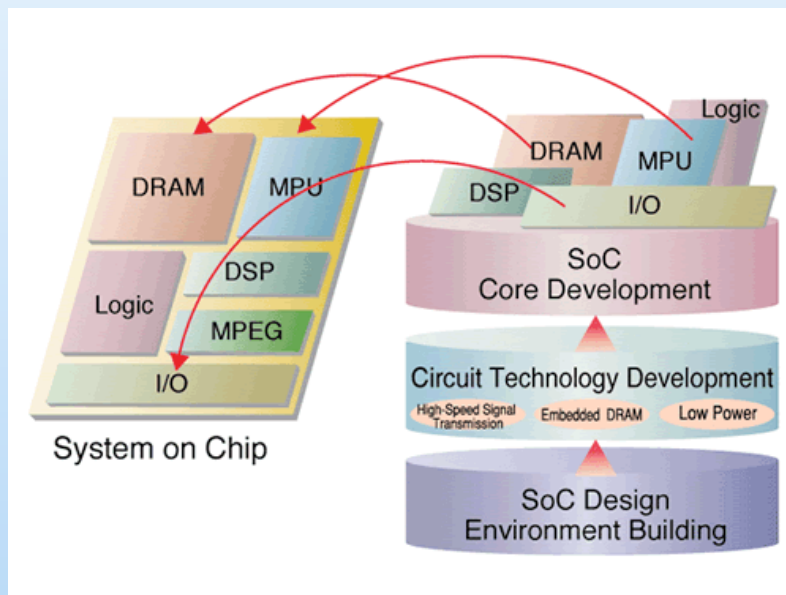 DRAM
MPU
Logic
DSP
MPEG
I/O
System on Chip
Logic
DRAM
MPU
DSP
I/O
SoC
Core Development
Circuit Technology Development
High-Speed Signal
Transmission
Embedded DRAM
Low Power
SoC Design
Environment Building